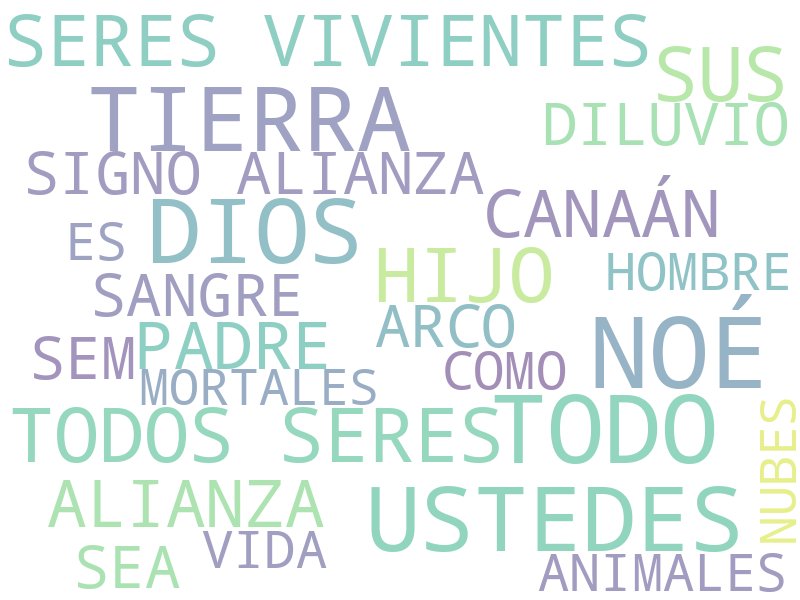 SERES VIVIENTES
SUS
TIERRA
DILUVIO
SIGNO ALIANZA
CANAÁN
DIOS
ES
HIJO
HOMBRE
SANGRE
ARCO
NOÉ
PADRE
SEM
COMO
MORTALES
TODOS SERES
TODO
NUBES
ALIANZA
USTEDES
VIDA
SEA
ANIMALES